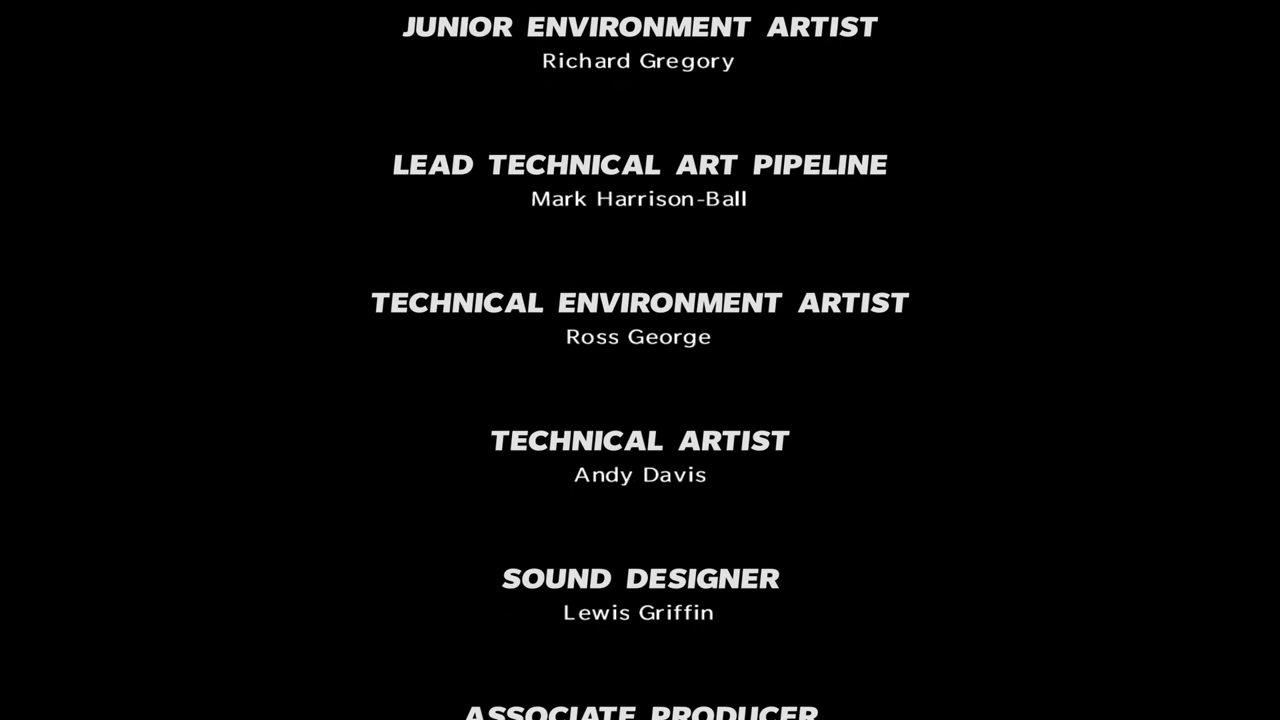 JUNIOR ENVIRONMENT ARTIST
Richard Gregory
LEAD TECHNICAL ART PIPELINE
Mark Harrison-Ball
TECHNICAL ENVIRONMENT ARTIST
Ross George
TECHNICAL ARTIST
Andy Davis
SOUND DESIGNER
Lewis Griffin
ASSOCIATE PRODUCER